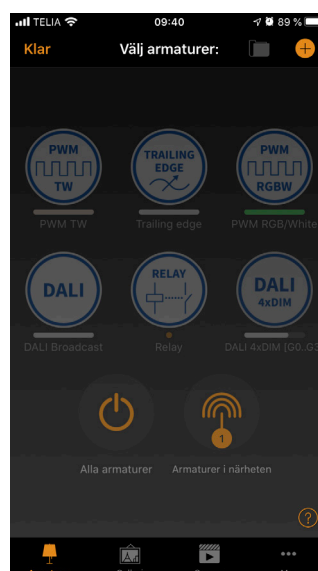 TELIA 09:40 89 %
Klar Välj armaturer:
PWM TW
TRAILING EDGE
PWM RGBW
PWM TW Trailing edge PWM RGB/White
DALI
RELAY
DALI 4xDIM
DALI Broadcast Relay DALI 4xDIM [G0..G3
1
Alla armaturer Armaturer i närheten
?